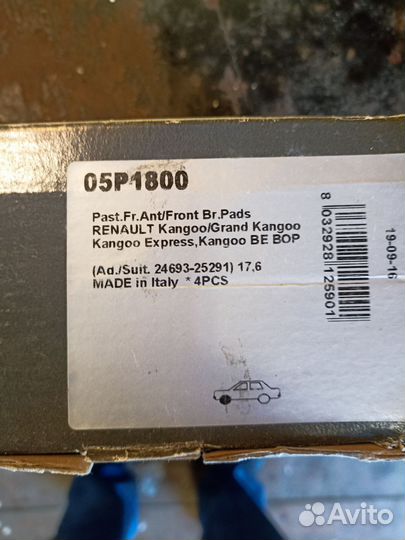 05P1800
Past.Fr.Ant/Front Br.Pads
RENAULT Kangoo/Grand Kangoo
Kangoo Express,Kangoo BE BOP
(Ad./Suit. 24693-25291) 17,6
MADE in Italy * 4PCS
8 032928 125901
19-09-16
Avito